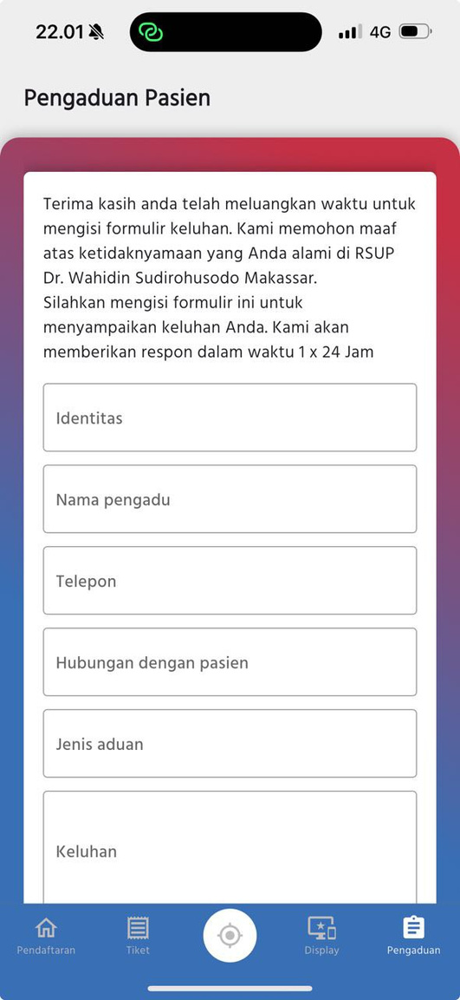 22.01
4G
Pengaduan Pasien
Terima kasih anda telah meluangkan waktu untuk
mengisi formulir keluhan. Kami memohon maaf
atas ketidaknyamaan yang Anda alami di RSUP
Dr. Wahidin Sudirohusodo Makassar.
Silahkan mengisi formulir ini untuk
menyampaikan keluhan Anda. Kami akan
memberikan respon dalam waktu 1 x 24 Jam
Identitas
Nama pengadu
Telepon
Hubungan dengan pasien
Jenis aduan
Keluhan
Pendaftaran
Tiket
Display
Pengaduan